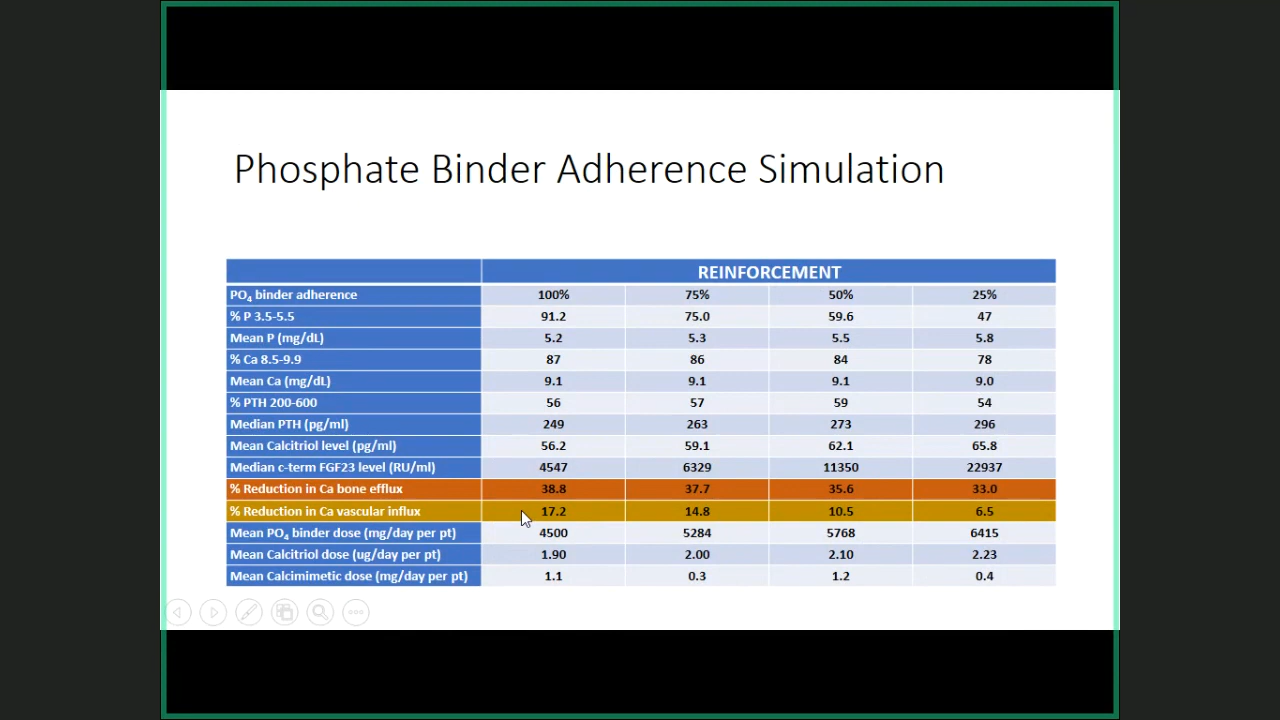 Phosphate Binder Adherence Simulation
REINFORCEMENT
PO4 binder adherence 100% 75% 50% 25%
% P 3.5-5.5 91.2 75.0 59.6 47
Mean P (mg/dL) 5.2 5.3 5.5 5.8
% Ca 8.5-9.9 87 86 84 78
Mean Ca (mg/dL) 9.1 9.1 9.1 9.0
% PTH 200-600 56 57 59 54
Median PTH (pg/ml) 249 263 273 296
Mean Calcitriol level (pg/ml) 56.2 59.1 62.1 65.8
Median c-term FGF23 level (RU/ml) 4547 6329 11350 22937
% Reduction in Ca bone efflux 38.8 37.7 35.6 33.0
% Reduction in Ca vascular influx 17.2 14.8 10.5 6.5
Mean PO4 binder dose (mg/day per pt) 4500 5284 5768 6415
Mean Calcitriol dose (ug/day per pt) 1.90 2.00 2.10 2.23
Mean Calcimimetic dose (mg/day per pt) 1.1 0.3 1.2 0.4